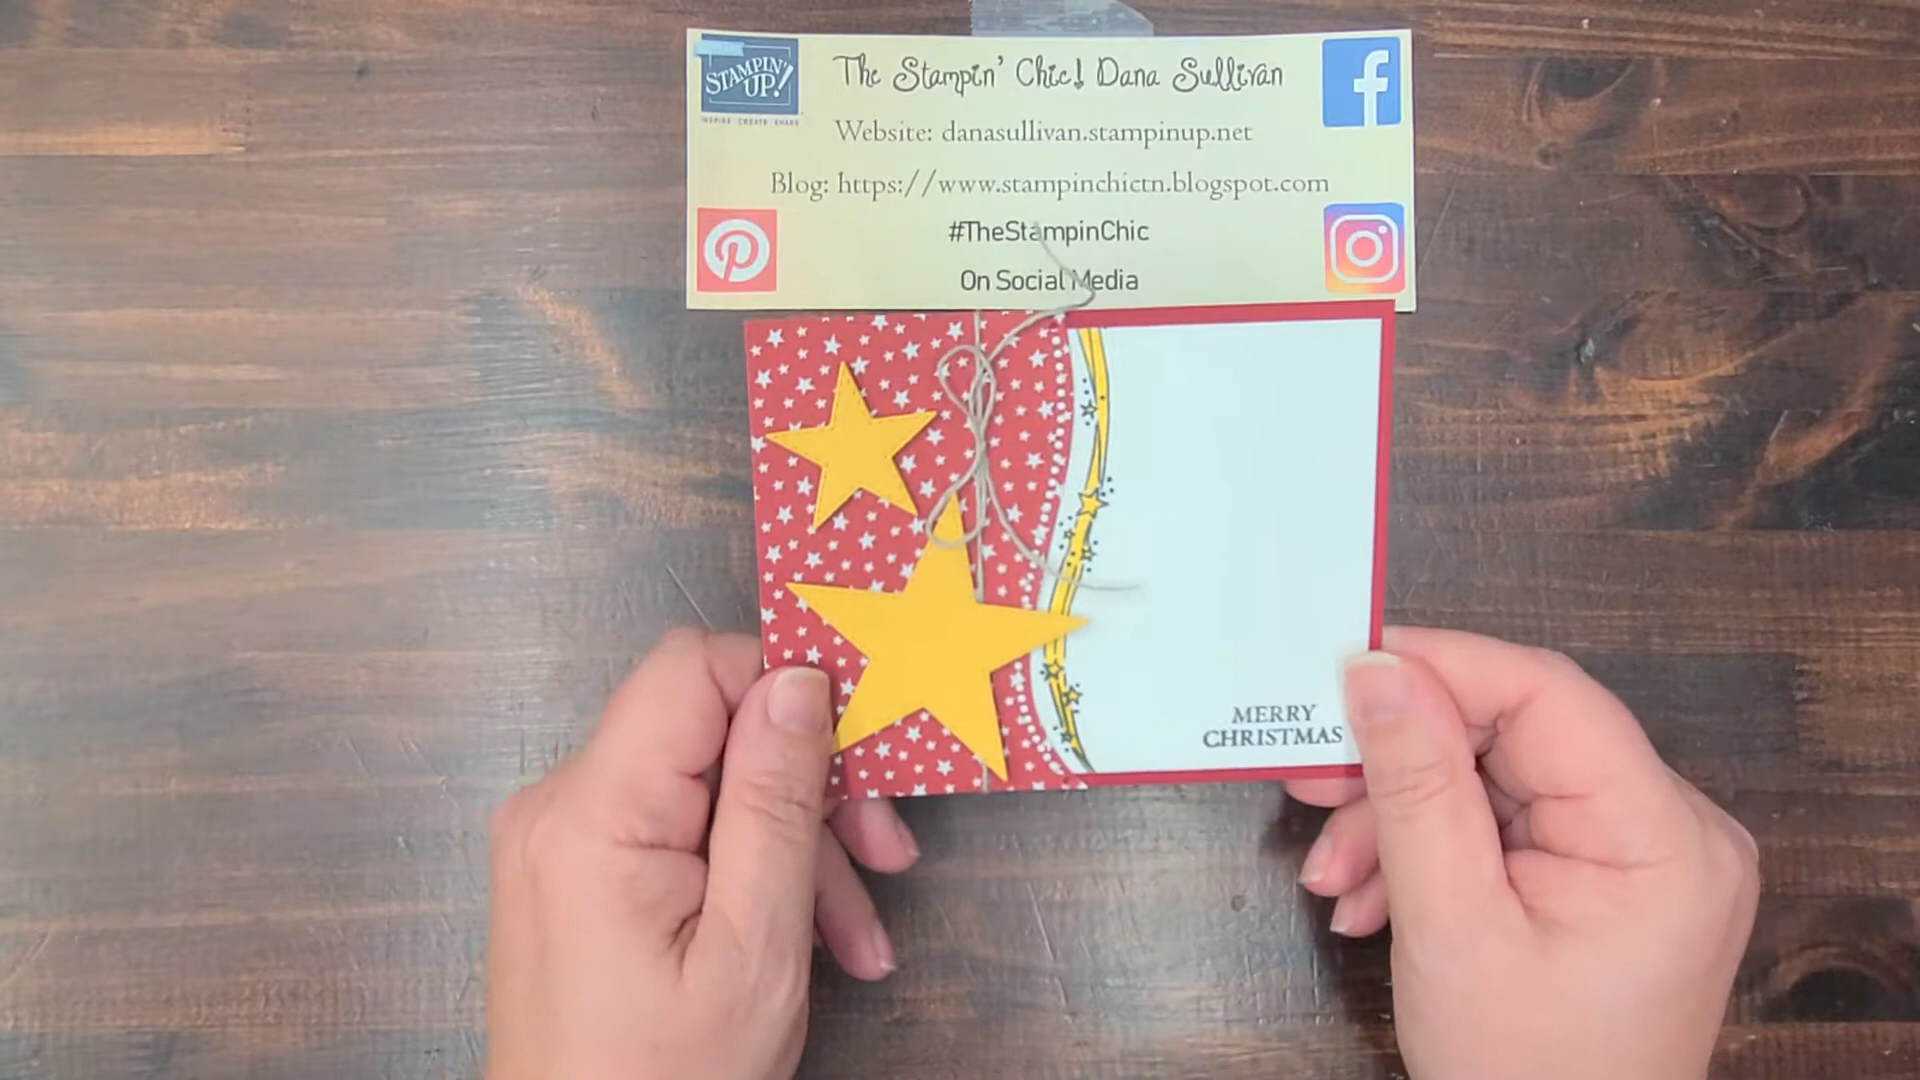 STAMPIN'
UP!
INSPIRE · CREATE · SHARE
The Stampin' Chic! Dana Sullivan
Website: danasullivan.stampinup.net
Blog: https://www.stampinchictn.blogspot.com
#TheStampinChic
On Social Media
MERRY
CHRISTMAS